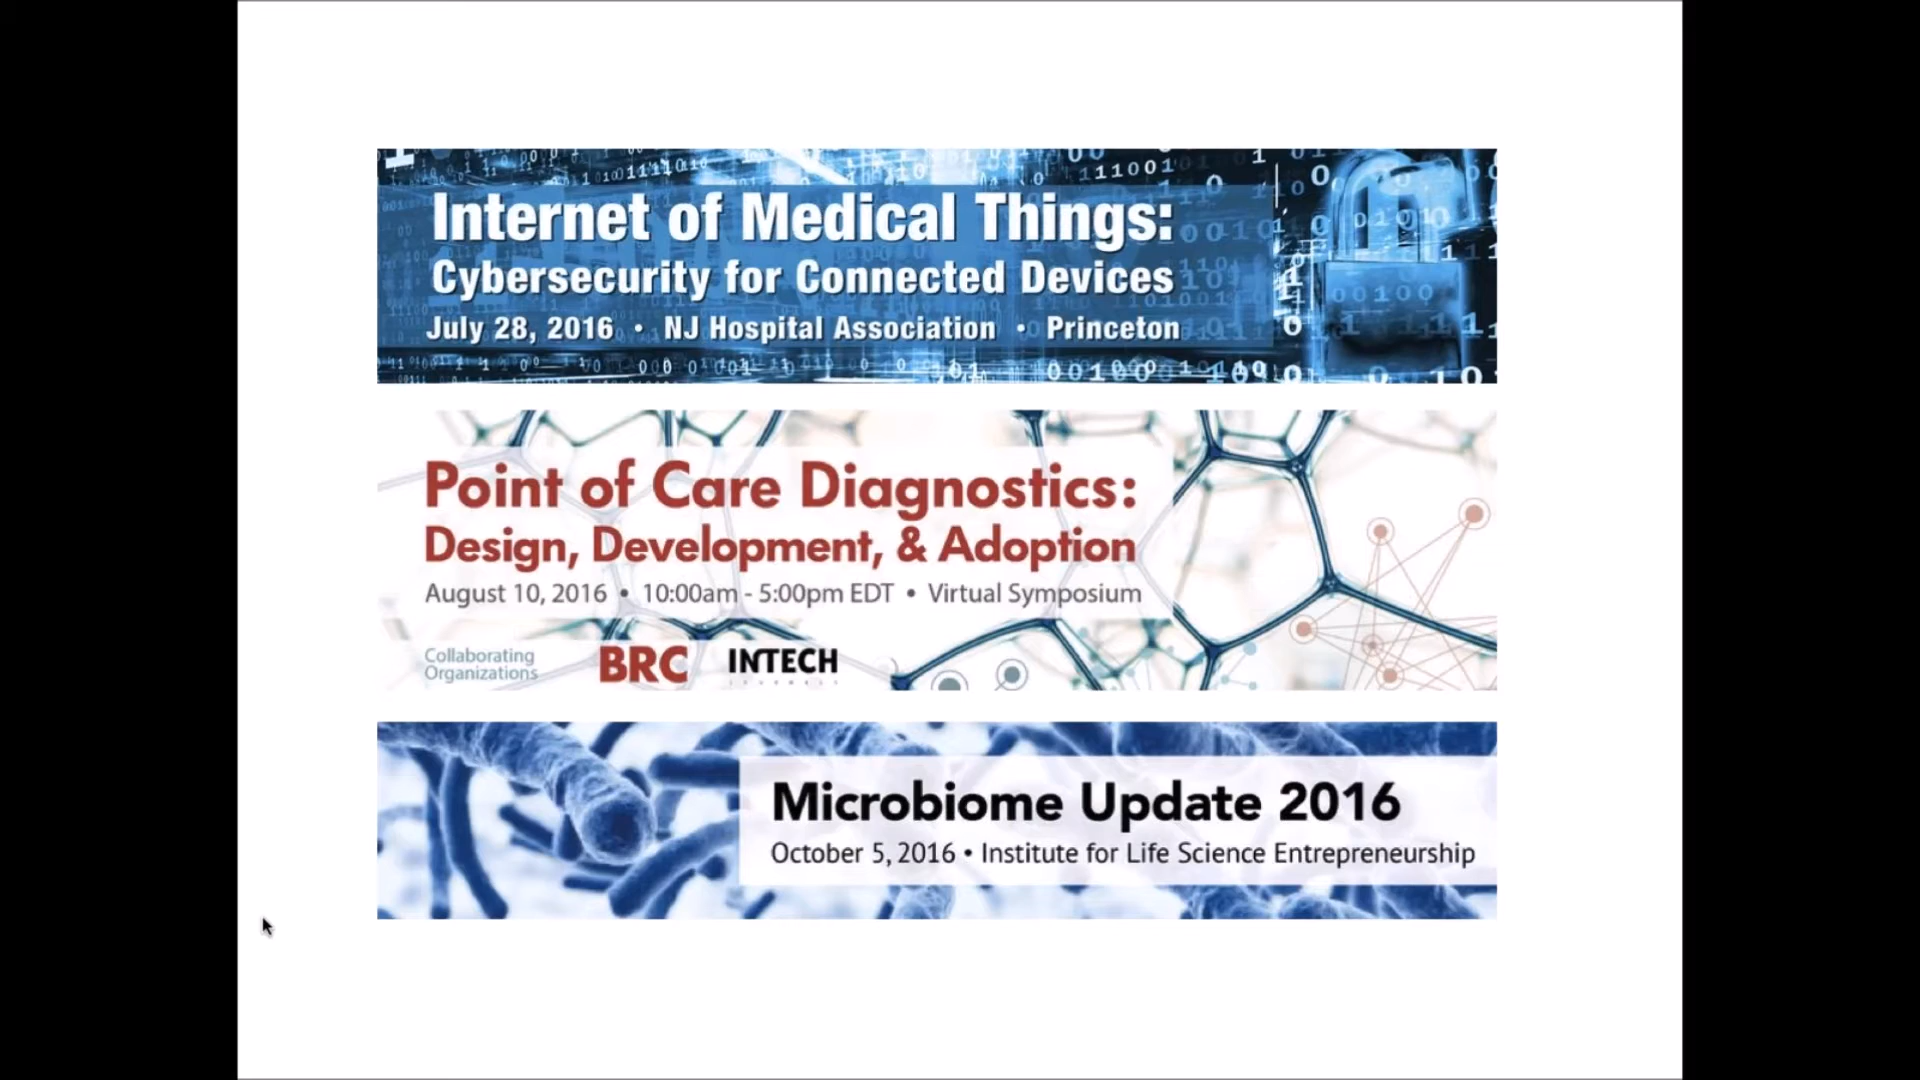 Internet of Medical Things:
Cybersecurity for Connected Devices
July 28, 2016 • NJ Hospital Association • Princeton
Point of Care Diagnostics:
Design, Development, & Adoption
August 10, 2016 • 10:00am - 5:00pm EDT • Virtual Symposium
Collaborating
Organizations
BRC
INTECH
Microbiome Update 2016
October 5, 2016 • Institute for Life Science Entrepreneurship